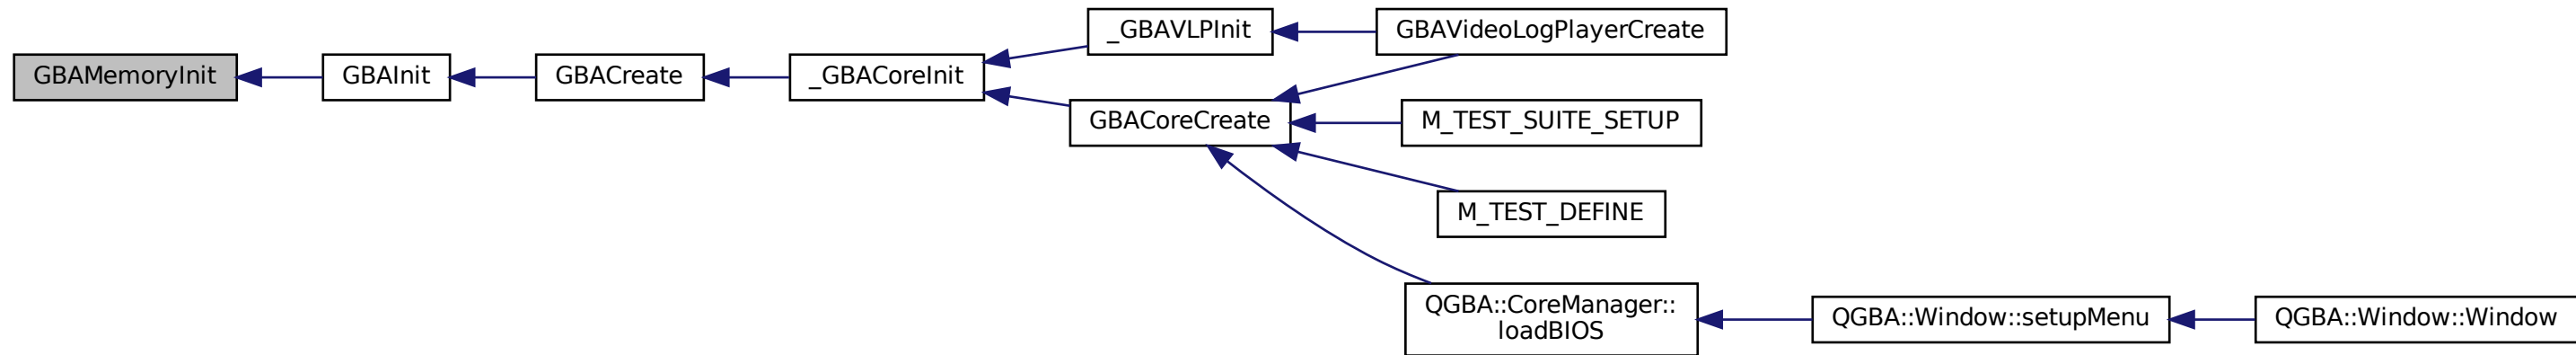 GBAMemoryInit
GBAInit
GBACreate
_GBACoreInit
_GBAVLPInit
GBAVideoLogPlayerCreate
GBACoreCreate
M_TEST_SUITE_SETUP
M_TEST_DEFINE
QGBA::CoreManager::
loadBIOS
QGBA::Window::setupMenu
QGBA::Window::Window